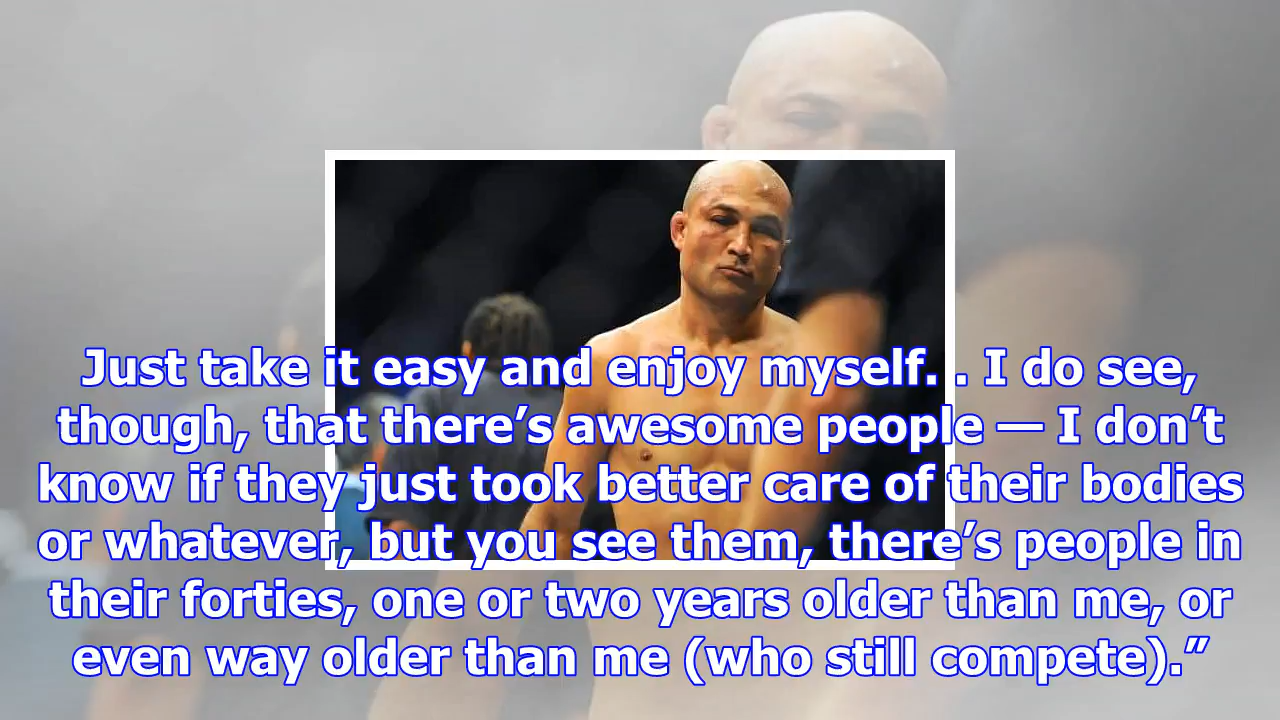 Just take it easy and enjoy myself. . I do see,
though, that there’s awesome people — I don’t
know if they just took better care of their bodies
or whatever, but you see them, there’s people in
their forties, one or two years older than me, or
even way older than me (who still compete).”